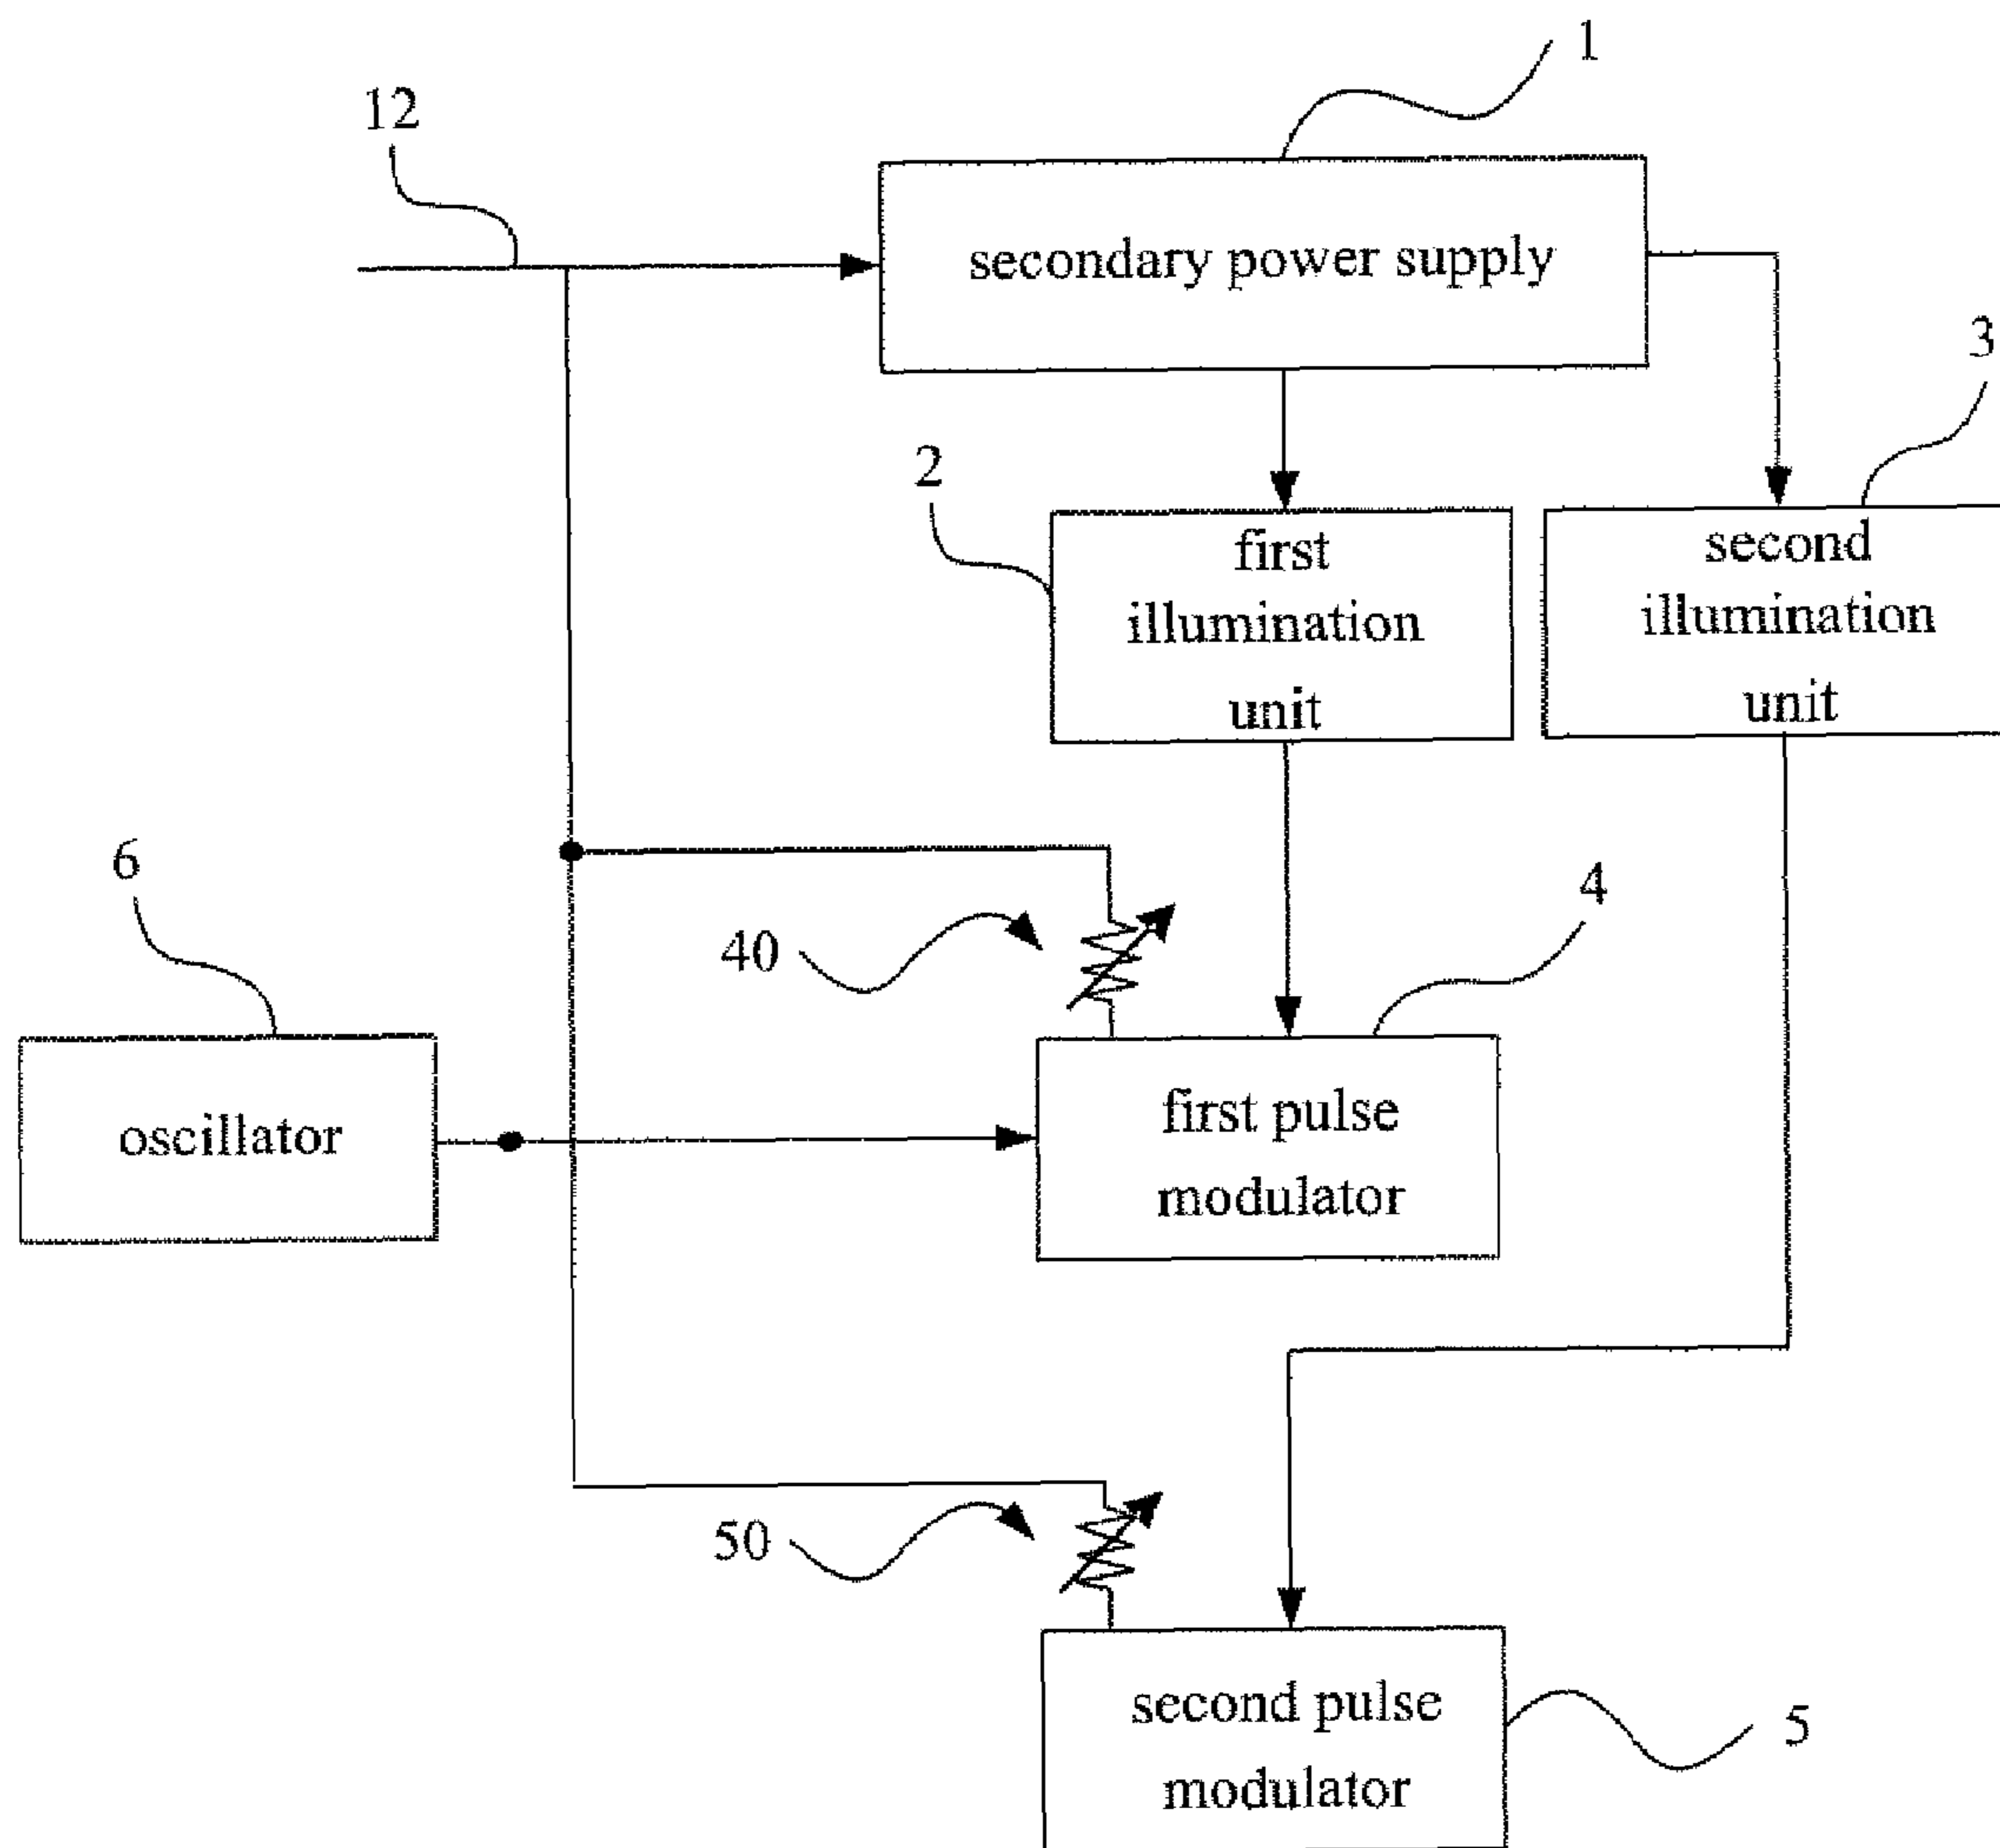 1
12
secondary power supply
3
2
first
illumination
unit
second
illumination
unit
6
40
4
oscillator
first pulse
modulator
50
second pulse
modulator
5